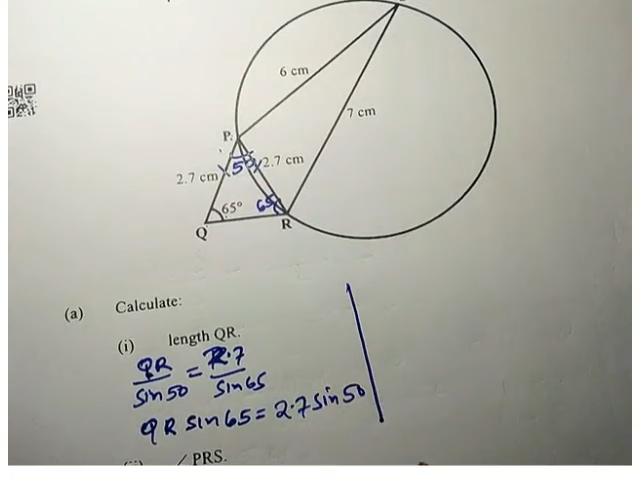 6 cm
7 cm
P
2.7 cm
50
2.7 cm
65°
65
Q
R
(a) Calculate:
(i) length QR.
QR/sin 50 = 2.7/sin 65
QR sin 65 = 2.7 sin 50
∠PRS.